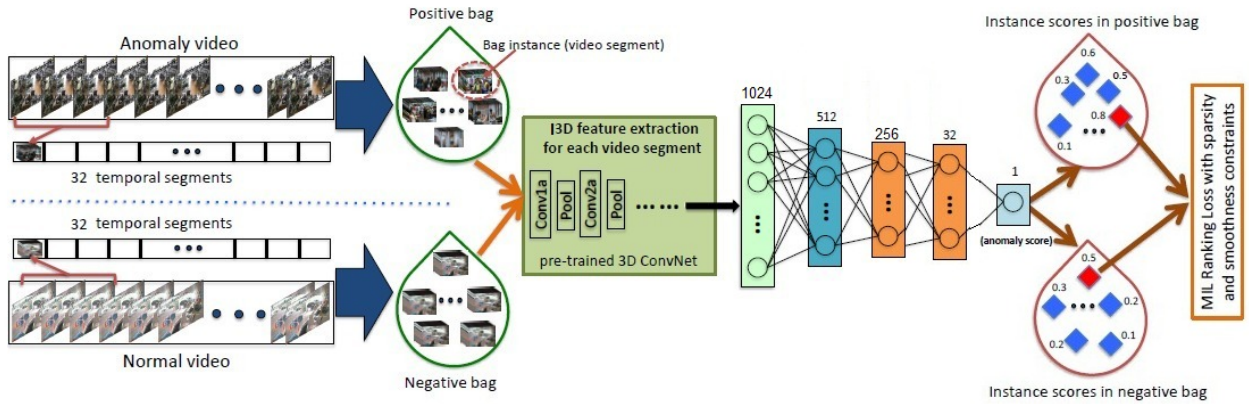 Anomaly video
32 temporal segments
32 temporal segments
Normal video
Positive bag
Bag instance (video segment)
Negative bag
I3D feature extraction
for each video segment
Conv1a
Pool
Conv2a
Pool
pre-trained 3D ConvNet
1024
512
256
32
1
(anomaly score)
Instance scores in positive bag
0.6
0.3
0.5
0.8
0.1
0.5
0.3
0.2
0.2
0.1
Instance scores in negative bag
MIL Ranking Loss with sparsity
and smoothness constraints